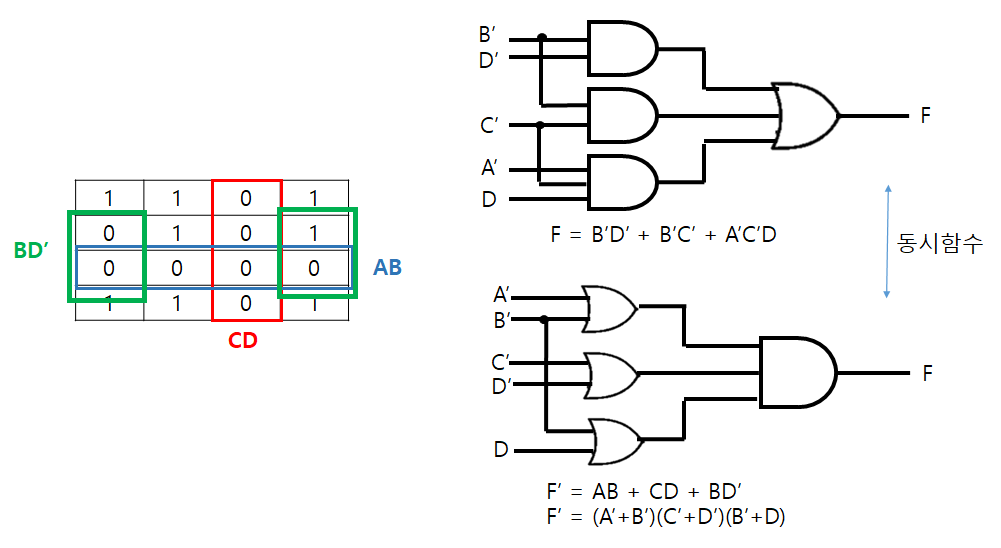 1 1 0 1
0 1 0 1
BD’
0 0 0 0
AB
1 1 0 1
CD
B’
D’
C’
A’
D
F
F = B’D’ + B’C’ + A’C’D
동시함수
A’
B’
C’
D’
D
F
F’ = AB + CD + BD’
F’ = (A’+B’)(C’+D’)(B’+D)